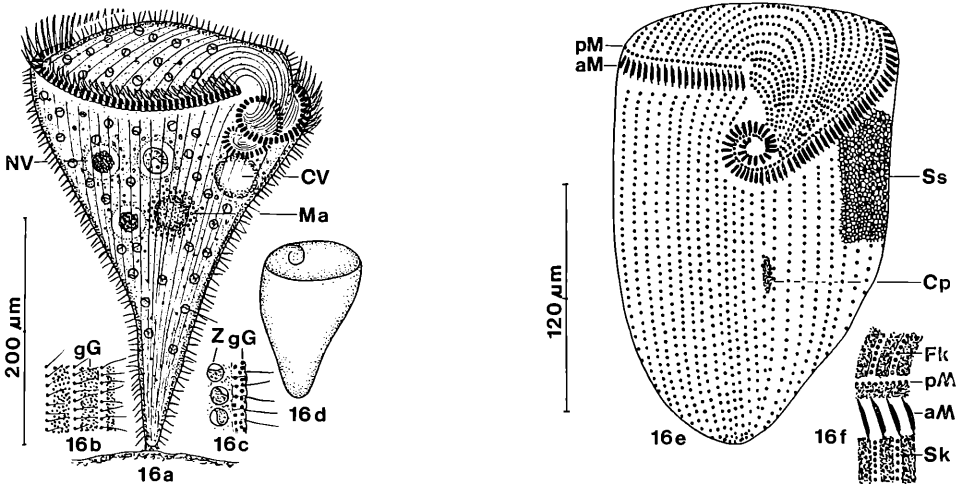 pM
aM
NV
CV
Ma
Ss
200 µm
120 µm
gG
Z gG
16b
16c
16d
16a
Cp
16e
16f
Fk
pM
aM
Sk